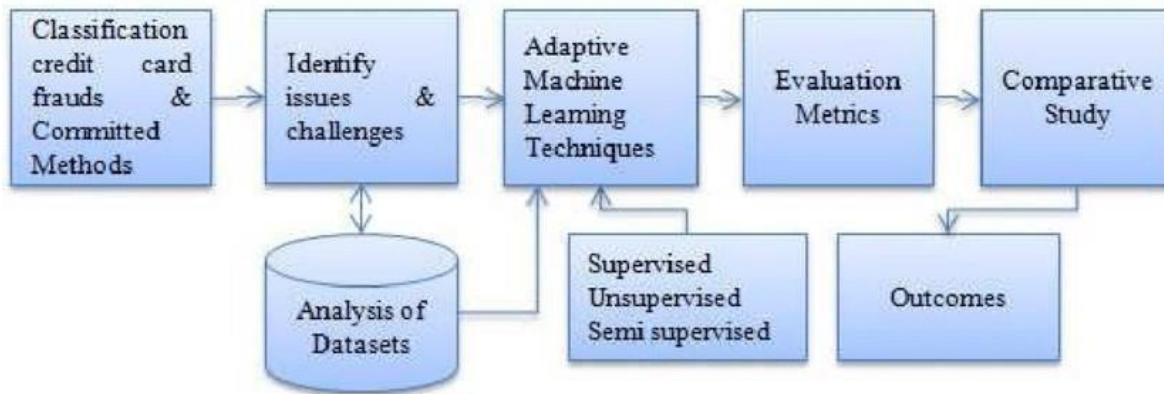 Classification
credit card
frauds &
Committed
Methods
Identify
issues &
challenges
Adaptive
Machine
Learning
Techniques
Evaluation
Metrics
Comparative
Study
Analysis of
Datasets
Supervised
Unsupervised
Semi supervised
Outcomes